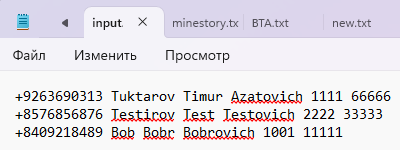 input. minestory.tx BTA.txt new.txt
Файл Изменить Просмотр
+9263690313 Tuktarov Timur Azatovich 1111 66666
+8576856876 Testirov Test Testovich 2222 33333
+8409218489 Bob Bobr Bobrovich 1001 11111